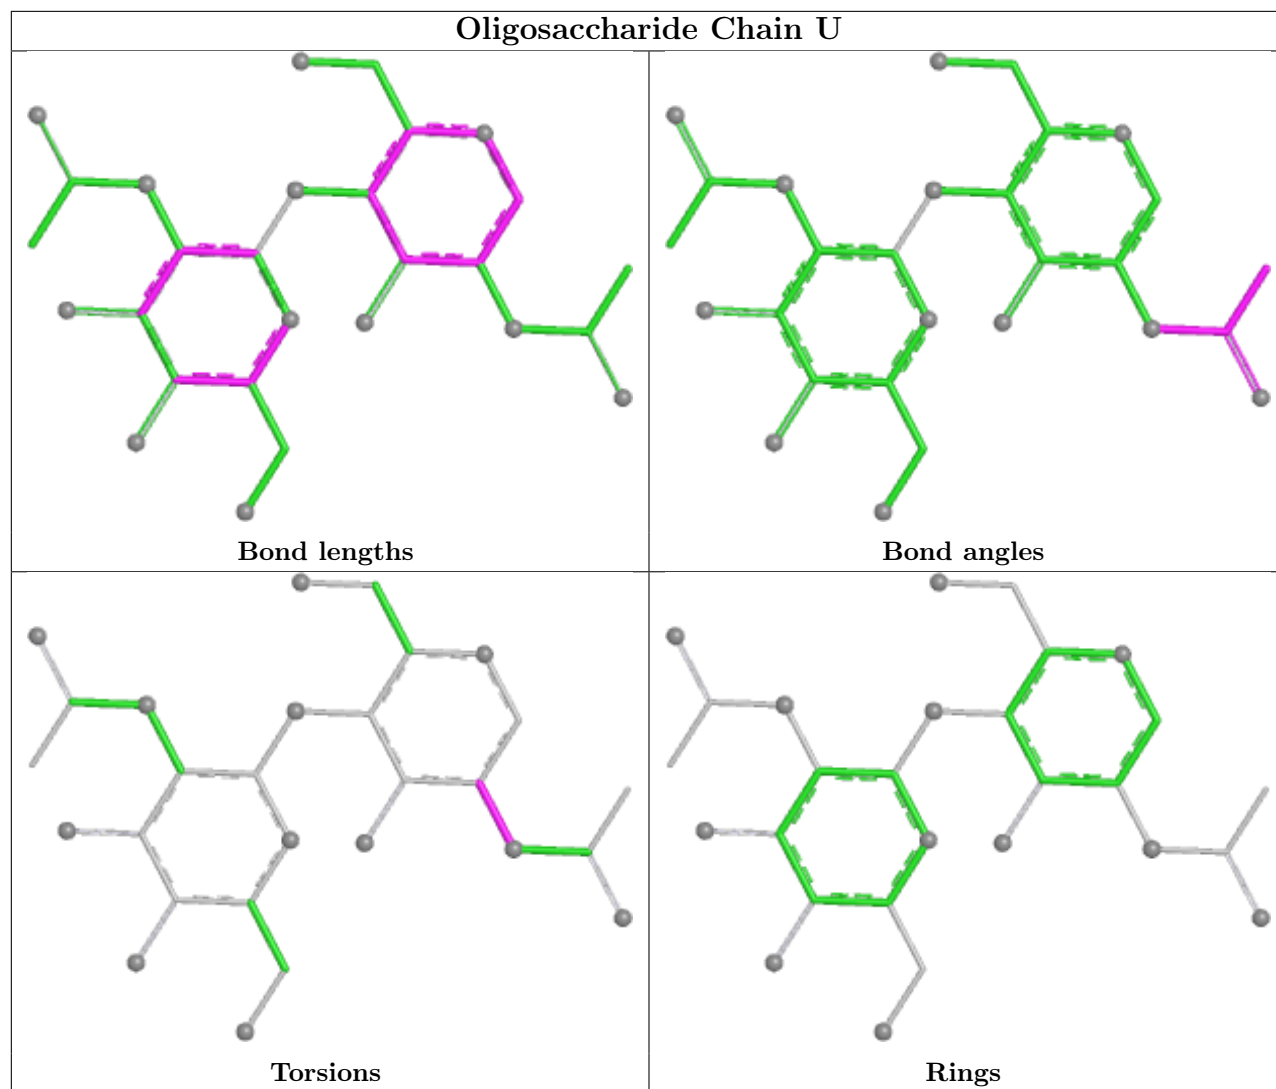 Oligosaccharide Chain U
Bond lengths
Bond angles
Torsions
Rings